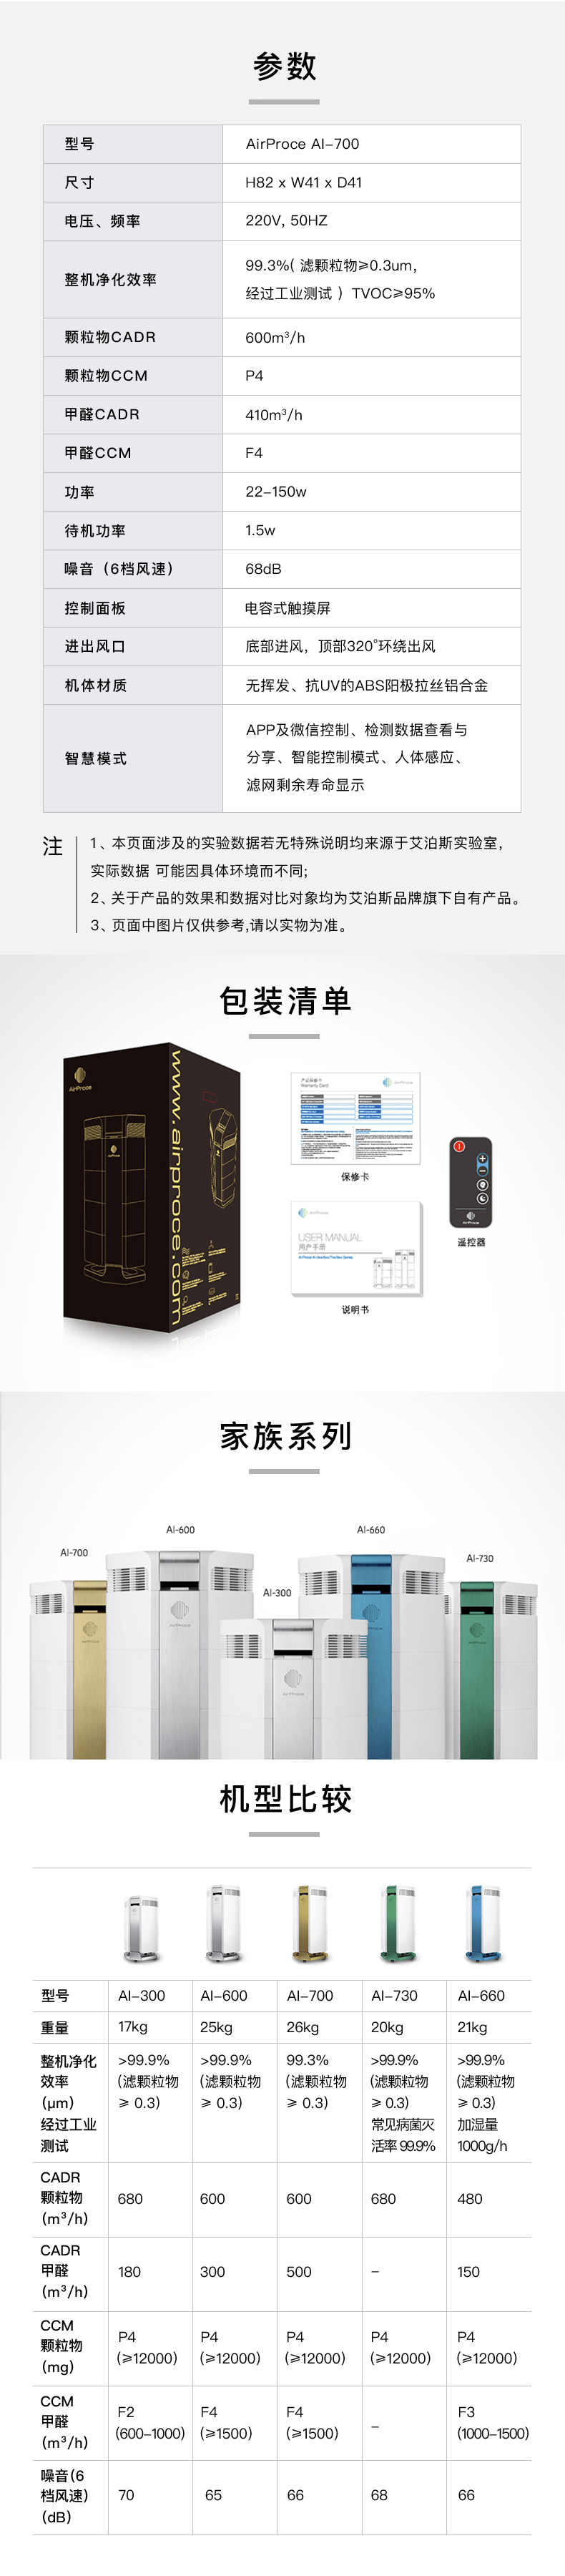 参数
型号 AirProce AI-700
尺寸 H82 x W41 x D41
电压、频率 220V, 50HZ
整机净化效率 99.3%( 滤颗粒物≥0.3um,
经过工业测试 ) TVOC≥95%
颗粒物CADR 600m³/h
颗粒物CCM P4
甲醛CADR 410m³/h
甲醛CCM F4
功率 22-150w
待机功率 1.5w
噪音（6档风速） 68dB
控制面板 电容式触摸屏
进出风口 底部进风，顶部320°环绕出风
机体材质 无挥发、抗UV的ABS阳极拉丝铝合金
智慧模式 APP及微信控制、检测数据查看与
分享、智能控制模式、人体感应、
滤网剩余寿命显示
注
1、本页面涉及的实验数据若无特殊说明均来源于艾泊斯实验室,
实际数据 可能因具体环境而不同;
2、关于产品的效果和数据对比对象均为艾泊斯品牌旗下自有产品。
3、页面中图片仅供参考,请以实物为准。
包装清单
AirProce
www.airproce.com
AirProce
产品保修卡
Warranty Card
AirProce
保修卡
AirProce
USER MANUAL
用户手册
说明书
AirProce
遥控器
家族系列
AI-700
AI-600
AI-300
AI-660
AI-730
AirProce
AirProce
AirProce
AirProce
AirProce
机型比较
型号 AI-300 AI-600 AI-700 AI-730 AI-660
重量 17kg 25kg 26kg 20kg 21kg
整机净化 >99.9% >99.9% 99.3% >99.9% >99.9%
效率 (滤颗粒物 (滤颗粒物 (滤颗粒物 (滤颗粒物 (滤颗粒物
(μm) ≥ 0.3) ≥ 0.3) ≥ 0.3) ≥ 0.3) ≥ 0.3)
经过工业 常见病菌灭 加湿量
测试 活率 99.9% 1000g/h
CADR
颗粒物 680 600 600 680 480
(m³/h)
CADR
甲醛 180 300 500 - 150
(m³/h)
CCM P4 P4 P4 P4 P4
颗粒物 (≥12000) (≥12000) (≥12000) (≥12000) (≥12000)
(mg)
CCM F2 F4 F4 - F3
甲醛 (600-1000) (≥1500) (≥1500) (1000-1500)
(m³/h)
噪音(6
档风速) 70 65 66 68 66
(dB)